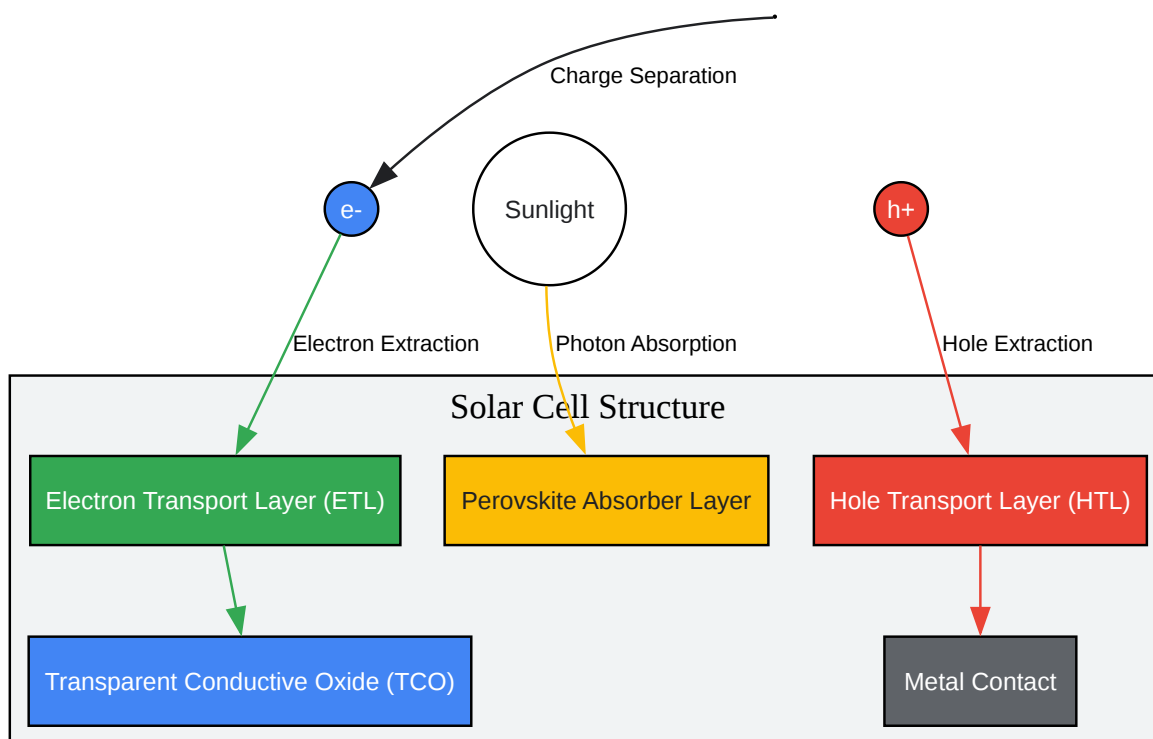 Charge Separation
e-
Sunlight
h+
Electron Extraction
Photon Absorption
Hole Extraction
Solar Cell Structure
Electron Transport Layer (ETL)
Perovskite Absorber Layer
Hole Transport Layer (HTL)
Transparent Conductive Oxide (TCO)
Metal Contact